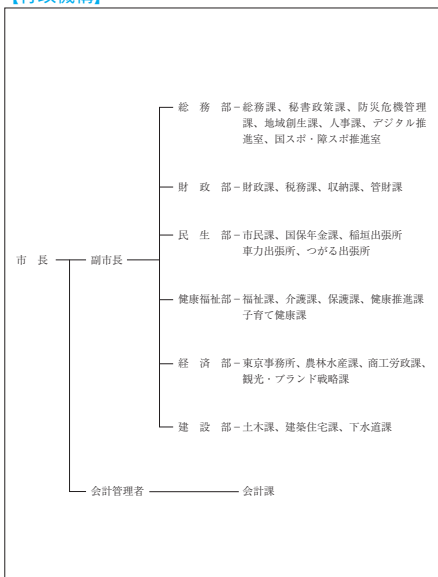 総務部－総務課、秘書政策課、防災危機管理
課、地域創生課、人事課、デジタル推
進室、国スポ・障スポ推進室
財政部－財政課、税務課、収納課、管財課
民生部－市民課、国保年金課、稲垣出張所
車力出張所、つがる出張所
市長
副市長
健康福祉部－福祉課、介護課、保護課、健康推進課
子育て健康課
経済部－東京事務所、農林水産課、商工労政課、
観光・ブランド戦略課
建設部－土木課、建築住宅課、下水道課
会計管理者
会計課